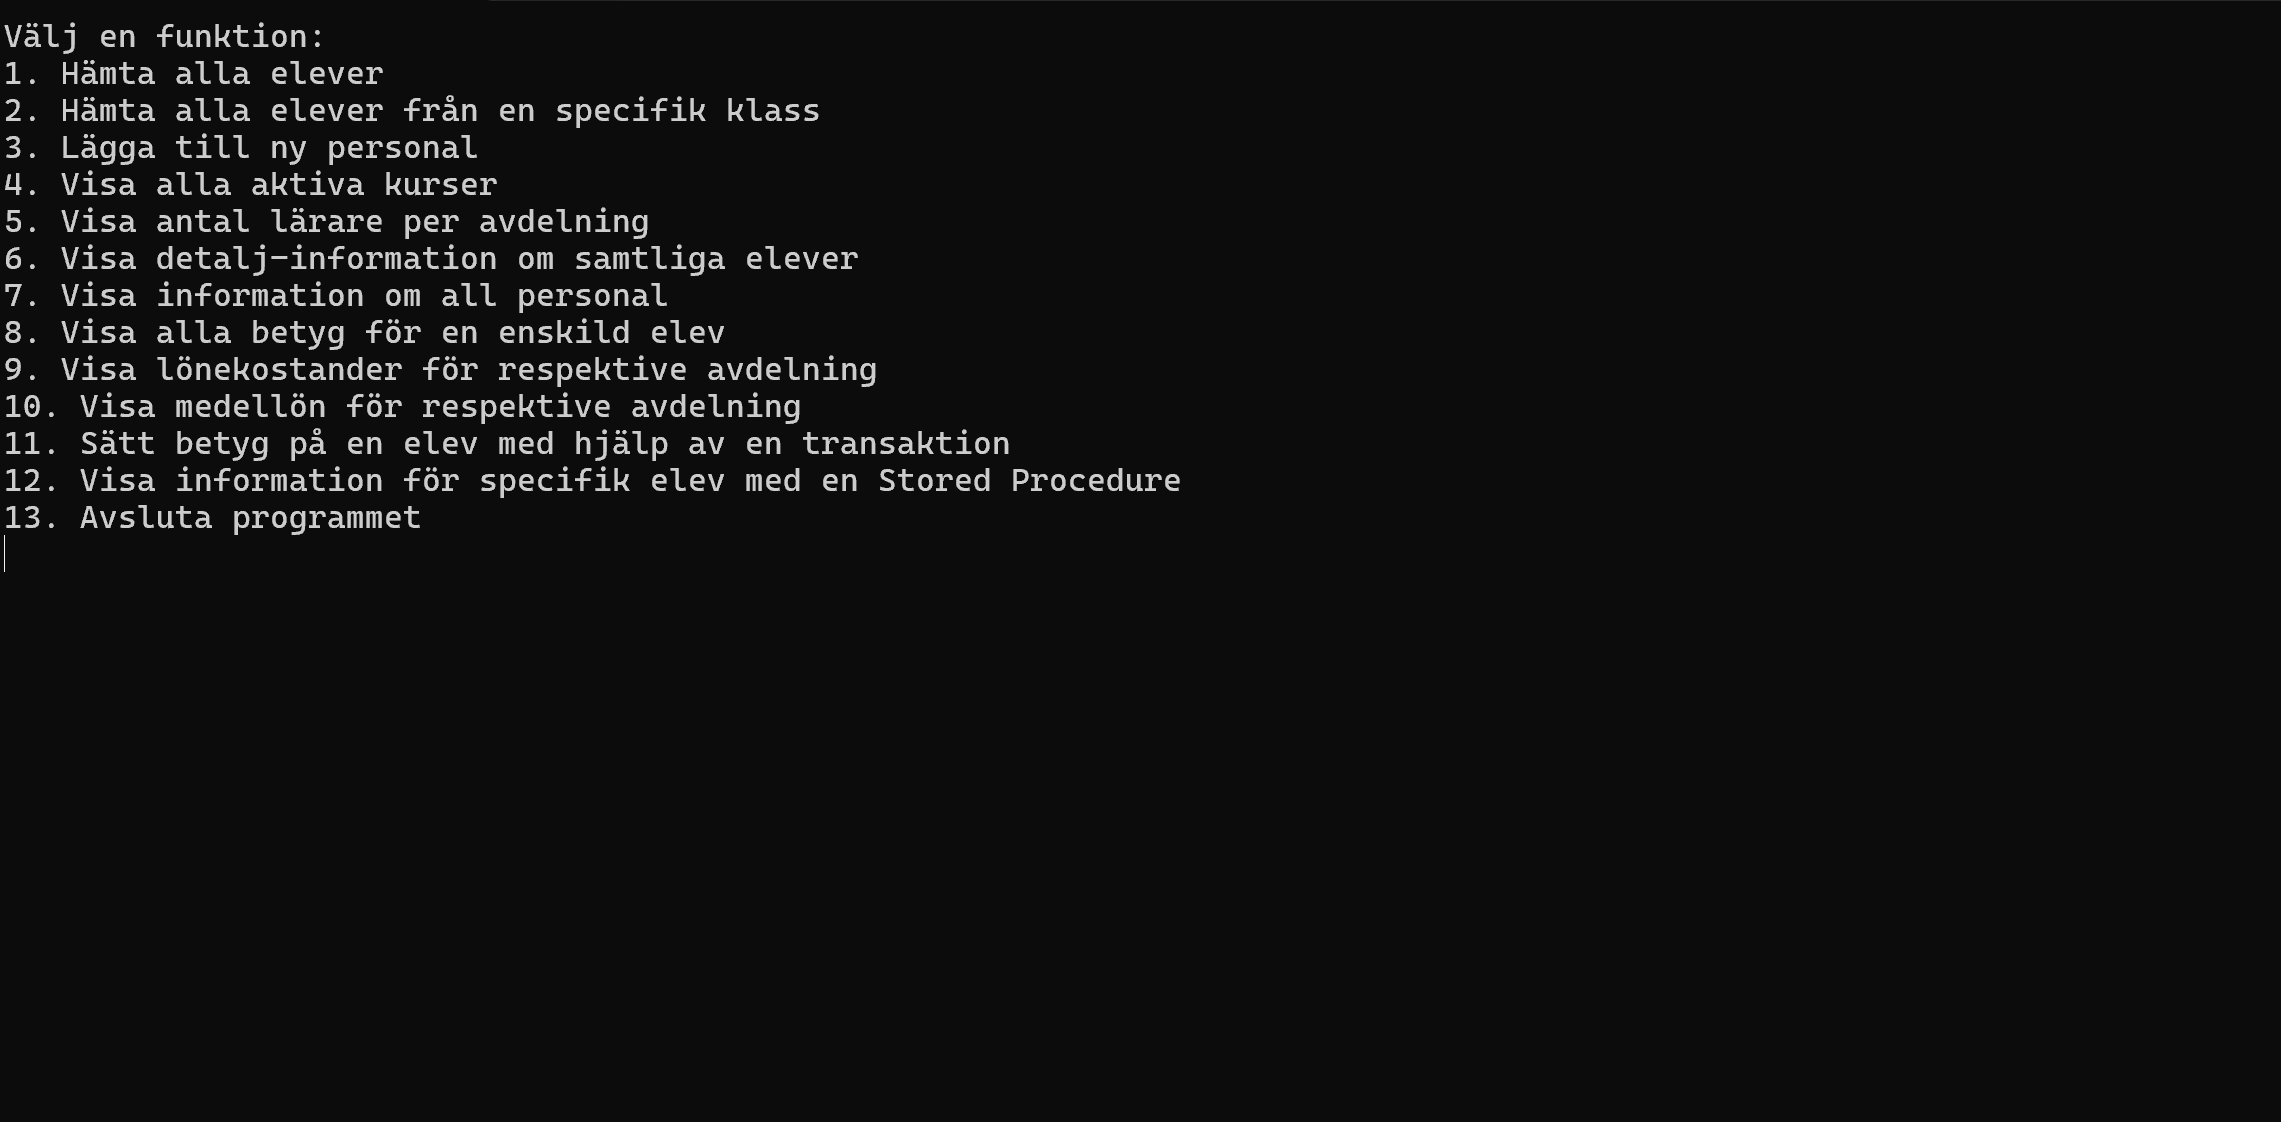 Välj en funktion:
1. Hämta alla elever
2. Hämta alla elever från en specifik klass
3. Lägga till ny personal
4. Visa alla aktiva kurser
5. Visa antal lärare per avdelning
6. Visa detalj-information om samtliga elever
7. Visa information om all personal
8. Visa alla betyg för en enskild elev
9. Visa lönekostander för respektive avdelning
10. Visa medellön för respektive avdelning
11. Sätt betyg på en elev med hjälp av en transaktion
12. Visa information för specifik elev med en Stored Procedure
13. Avsluta programmet